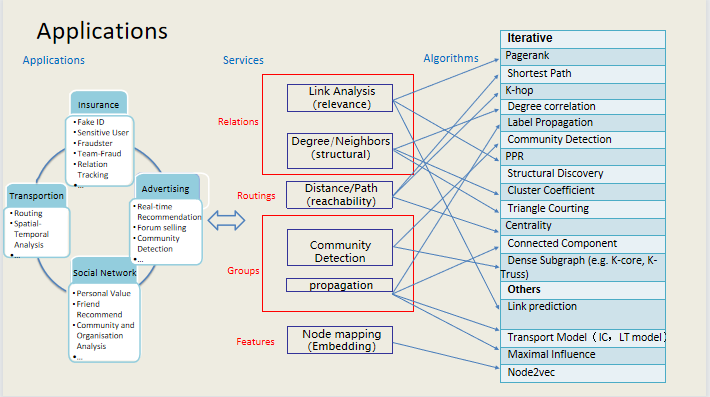 Applications
Applications
Services
Algorithms
Insurance
•Fake ID
•Sensitive User
•Fraudster
•Team-Fraud
•Relation
Tracking
•...
Transportion
•Routing
•Spatial-
Temporal
Analysis
•...
Advertising
•Real-time
Recommendation
•Forum selling
•Community
Detection
•...
Social Network
•Personal Value
•Friend
Recommend
•Community and
Organisation
Analysis
•...
Relations
Link Analysis
(relevance)
Degree/Neighbors
(structural)
Routings
Distance/Path
(reachability)
Groups
Community
Detection
propagation
Features
Node mapping
(Embedding)
Iterative
Pagerank
Shortest Path
K-hop
Degree correlation
Label Propagation
Community Detection
PPR
Structural Discovery
Cluster Coefficient
Triangle Courting
Centrality
Connected Component
Dense Subgraph (e.g. K-core, K-
Truss)
Others
Link prediction
Transport Model（IC，LT model）
Maximal Influence
Node2vec